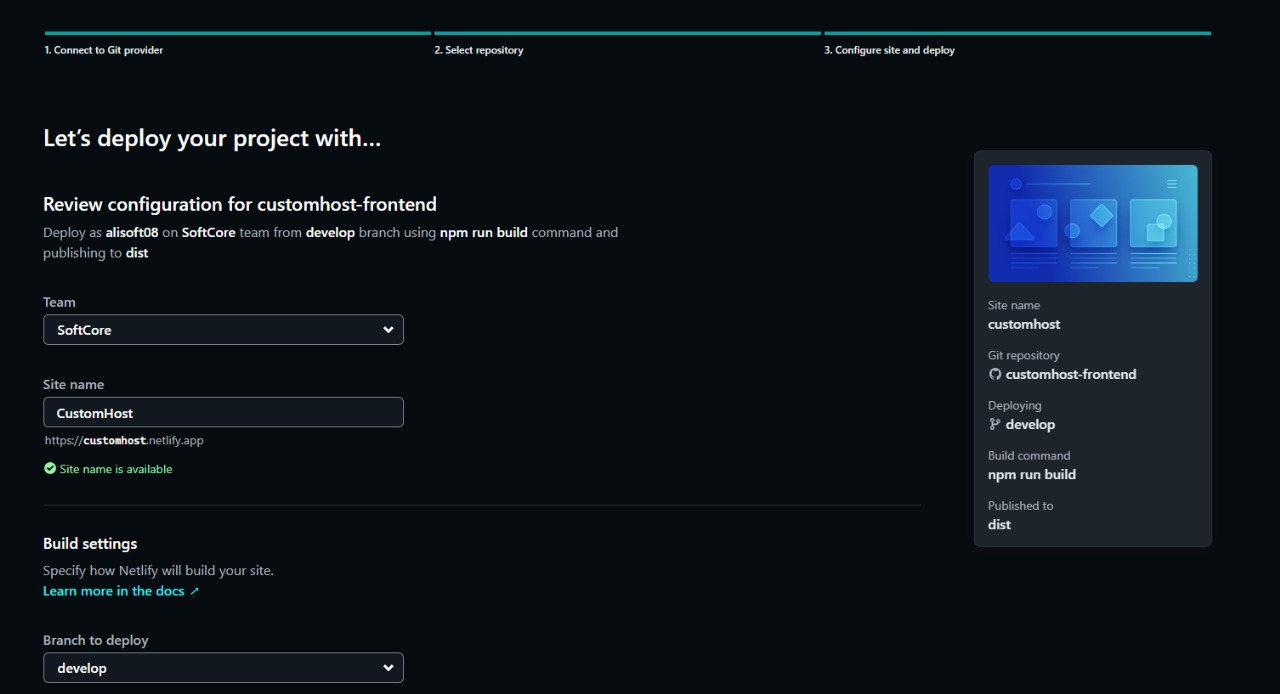 1. Connect to Git provider
2. Select repository
3. Configure site and deploy
Let’s deploy your project with…
Review configuration for customhost-frontend
Deploy as alisoft08 on SoftCore team from develop branch using npm run build command and
publishing to dist
Team
SoftCore
Site name
CustomHost
https://customhost.netlify.app
Site name is available
Build settings
Specify how Netlify will build your site.
Learn more in the docs ↗
Branch to deploy
develop
Site name
customhost
Git repository
customhost-frontend
Deploying
develop
Build command
npm run build
Published to
dist